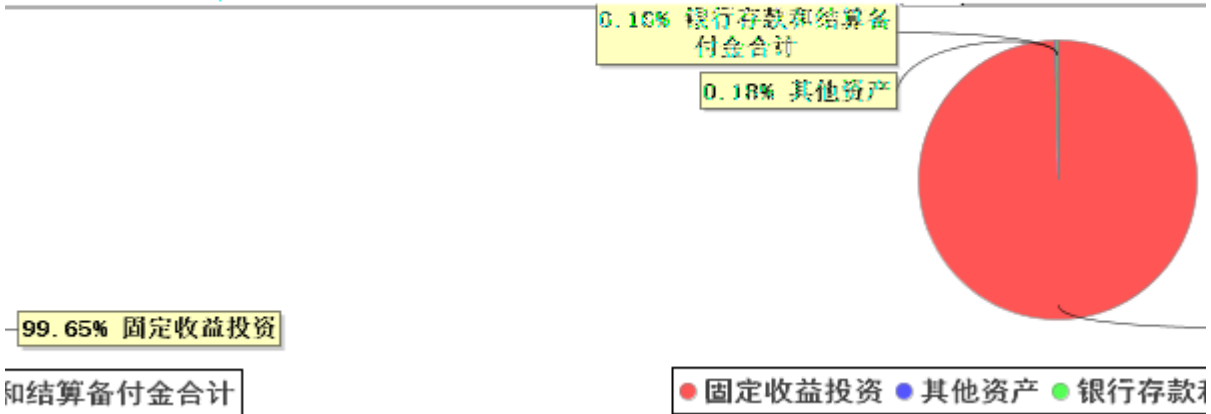 银行存款和结算备
付金合计
0.18% 其他资产
99.65% 固定收益投资
和结算备付金合计
固定收益投资 其他资产 银行存款